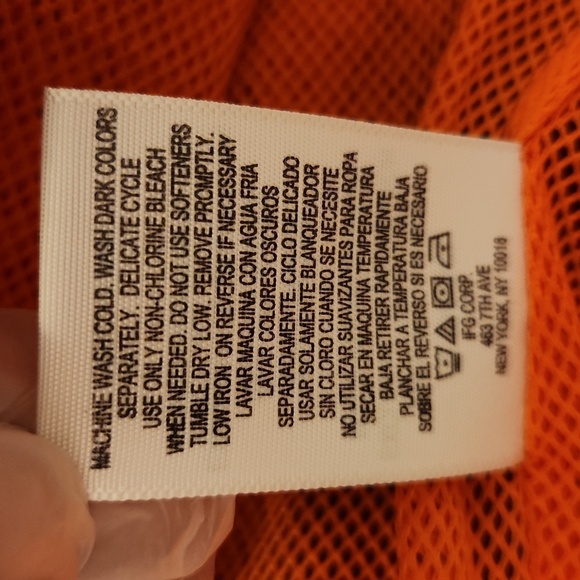 MACHINE WASH COLD. WASH DARK COLORS
SEPARATELY. DELICATE CYCLE
USE ONLY NON-CHLORINE BLEACH
WHEN NEEDED. DO NOT USE SOFTENERS
TUMBLE DRY LOW. REMOVE PROMPTLY.
LOW IRON ON REVERSE IF NECESSARY
LAVAR MAQUINA CON AGUA FRIA
LAVAR COLORES OSCUROS
SEPARADAMENTE. CICLO DELICADO
USAR SOLAMENTE BLANQUEADOR
SIN CLORO CUANDO SE NECESITE
NO UTILIZAR SUAVIZANTES PARA ROPA
SECAR EN MAQUINA TEMPERATURA
BAJA RETIRER RAPIDAMENTE
PLANCHAR A TEMPERATURA BAJA
SOBRE EL REVERSO SI ES NECESARIO
IFG CORP.
463 7TH AVE
NEW YORK, NY 10018